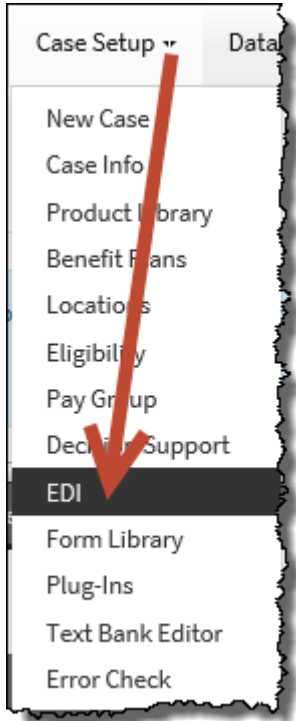 Case Setup Data
New Case
Case Info
Product Library
Benefit Plans
Locations
Eligibility
Pay Group
Decision Support
EDI
Form Library
Plug-Ins
Text Bank Editor
Error Check